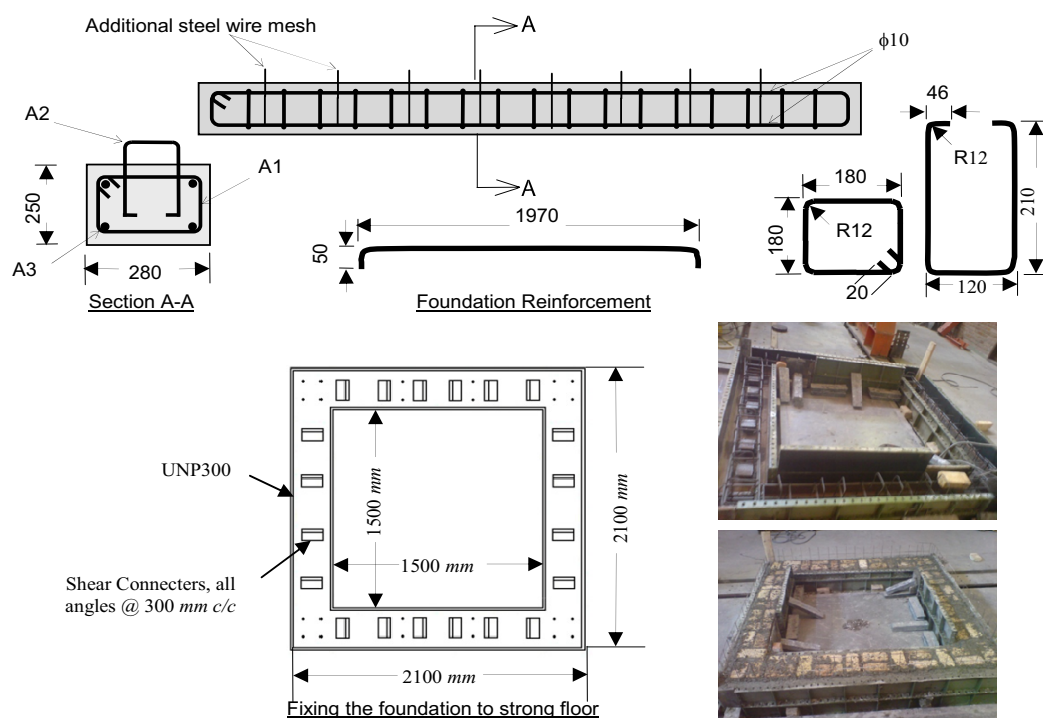 Additional steel wire mesh
A
ϕ10
A2
46
A1
R12
180
A
250
210
1970
180
R12
50
A3
280
20
120
Section A-A
Foundation Reinforcement
UNP300
1500 mm
2100 mm
1500 mm
Shear Connecters, all
angles @ 300 mm c/c
2100 mm
Fixing the foundation to strong floor